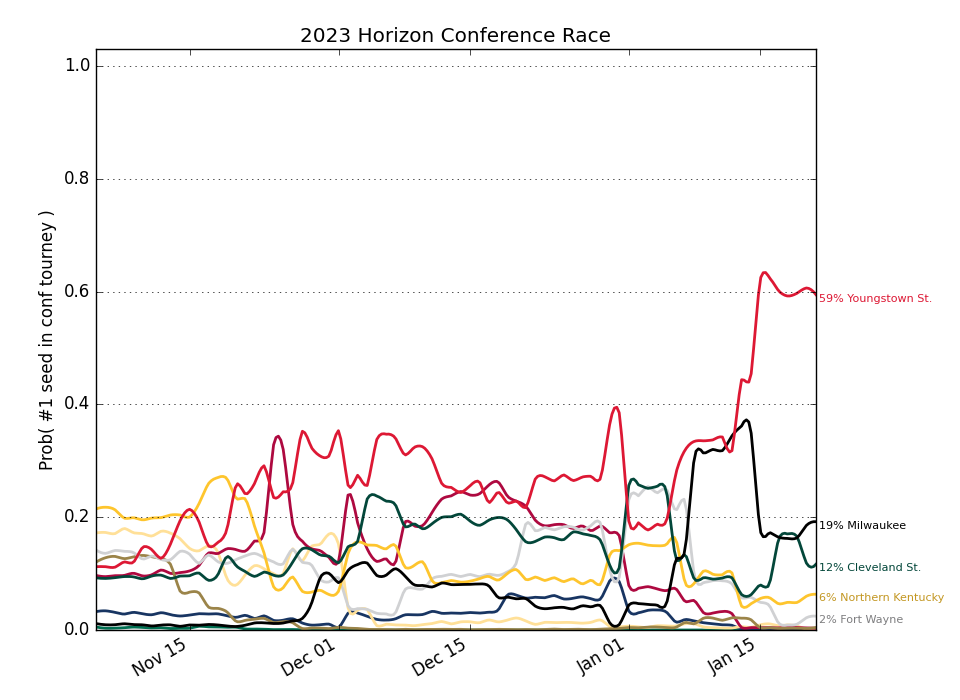 2023 Horizon Conference Race
Prob( #1 seed in conf tourney )
1.0
0.8
0.6
0.4
0.2
0.0
59% Youngstown St.
19% Milwaukee
12% Cleveland St.
6% Northern Kentucky
2% Fort Wayne
Nov 15
Dec 01
Dec 15
Jan 01
Jan 15